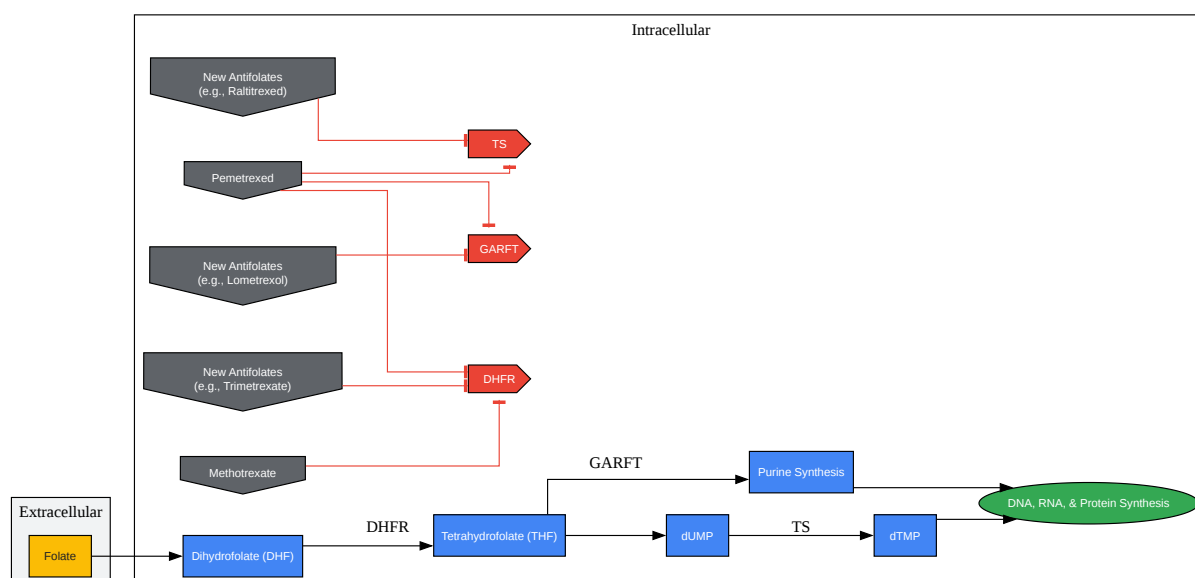 Intracellular
New Antifolates
(e.g., Raltitrexed)
TS
Pemetrexed
GARFT
New Antifolates
(e.g., Lometrexol)
New Antifolates
(e.g., Trimetrexate)
DHFR
Methotrexate
GARFT
Purine Synthesis
Extracellular
DNA, RNA, & Protein Synthesis
Folate
Dihydrofolate (DHF)
DHFR
Tetrahydrofolate (THF)
dUMP
TS
dTMP